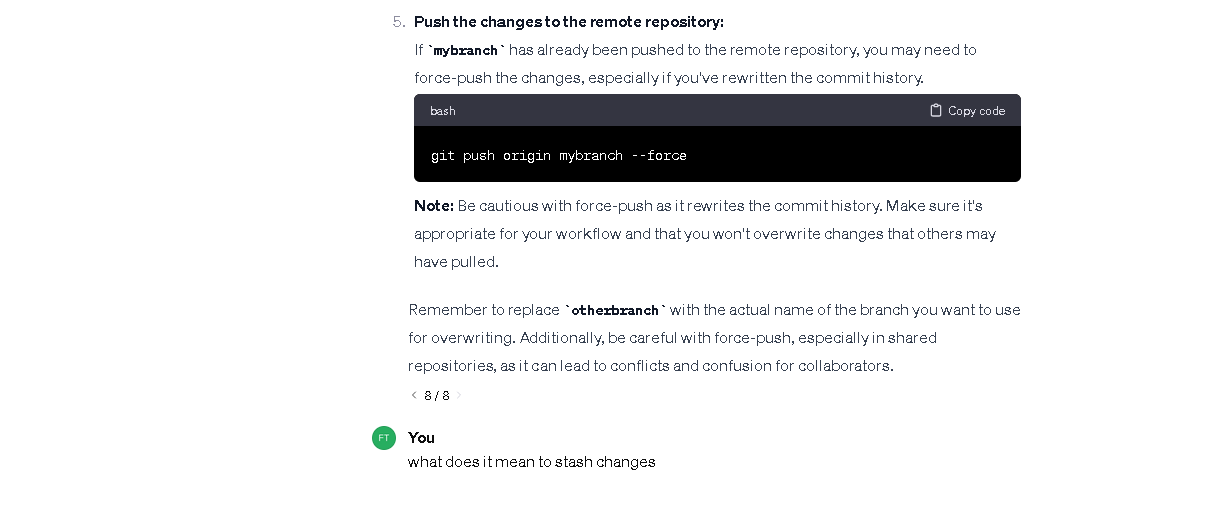 5. Push the changes to the remote repository:
If `mybranch` has already been pushed to the remote repository, you may need to
force-push the changes, especially if you've rewritten the commit history.
bash
Copy code
git push origin mybranch --force
Note: Be cautious with force-push as it rewrites the commit history. Make sure it's
appropriate for your workflow and that you won't overwrite changes that others may
have pulled.
Remember to replace `otherbranch` with the actual name of the branch you want to use
for overwriting. Additionally, be careful with force-push, especially in shared
repositories, as it can lead to conflicts and confusion for collaborators.
< 8 / 8 >
FT You
what does it mean to stash changes